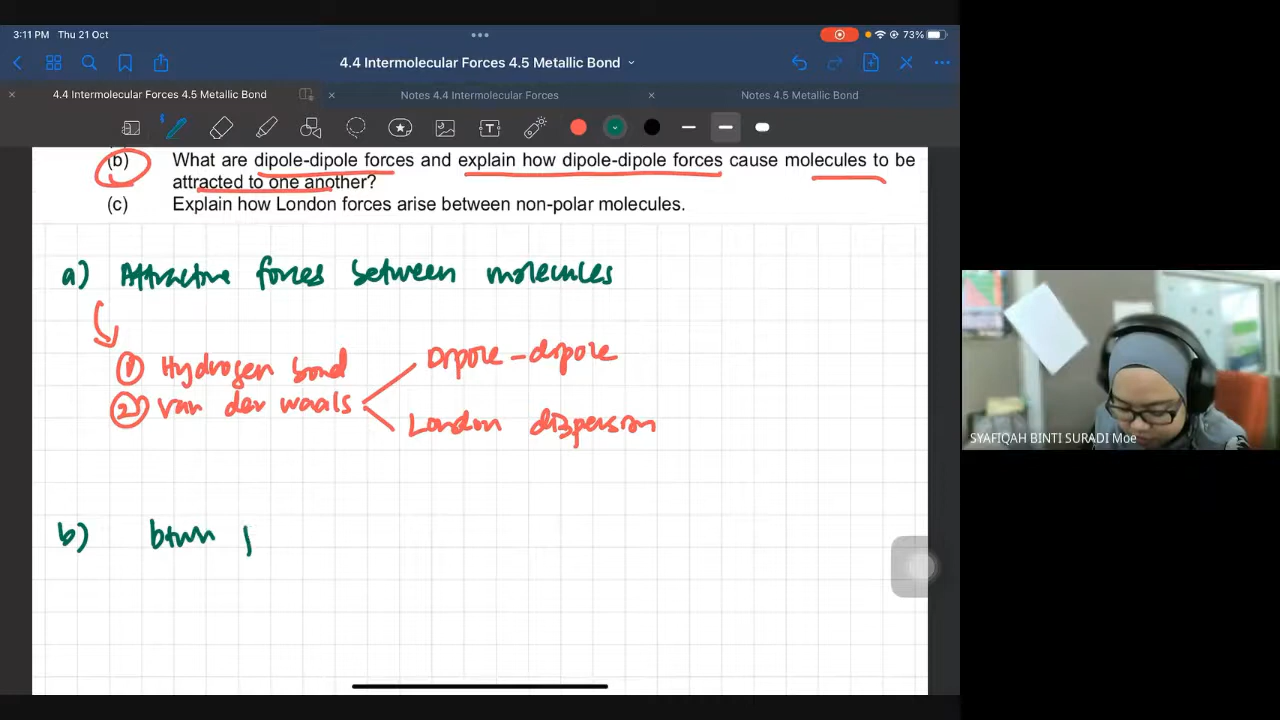 3:11 PM Thu 21 Oct
73%
4.4 Intermolecular Forces 4.5 Metallic Bond
4.4 Intermolecular Forces 4.5 Metallic Bond
Notes 4.4 Intermolecular Forces
Notes 4.5 Metallic Bond
(b) What are dipole-dipole forces and explain how dipole-dipole forces cause molecules to be
attracted to one another?
(c) Explain how London forces arise between non-polar molecules.
a) Attractive forces between molecules
① Hydrogen bond
② van der waals
Dipole-dipole
London dispersion
b) btwn
SYAFIQAH BINTI SURADI Moe